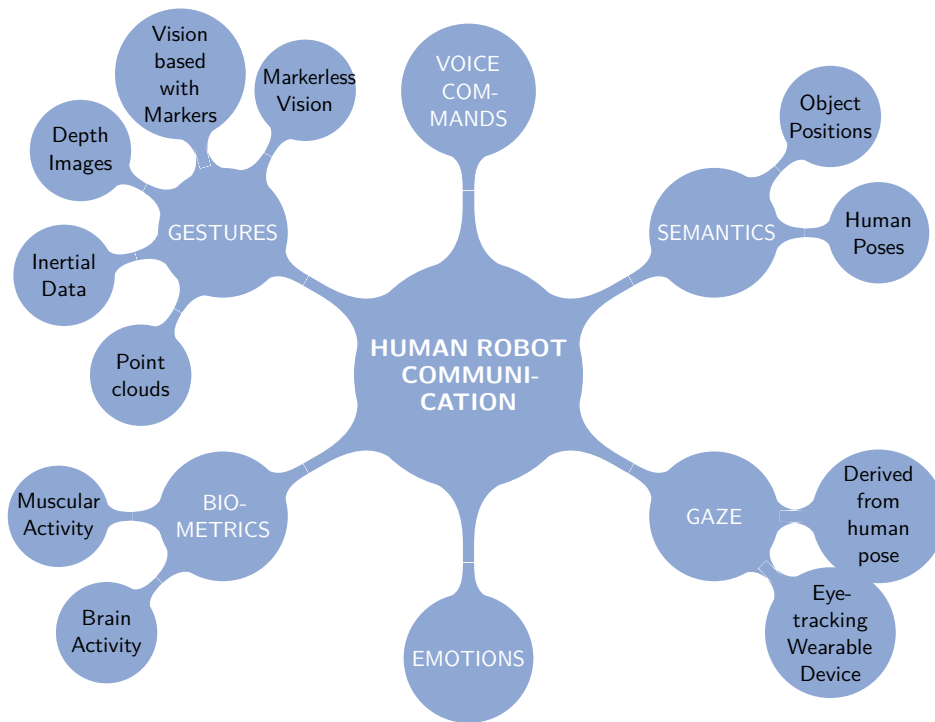 Vision
based
with
Markers
Markerless
Vision
Depth
Images
GESTURES
Inertial
Data
Point
clouds
VOICE
COM-
MANDS
Object
Positions
SEMANTICS
Human
Poses
HUMAN ROBOT
COMMUNI-
CATION
Muscular
Activity
BIO-
METRICS
Brain
Activity
EMOTIONS
GAZE
Derived
from
human
pose
Eye-
tracking
Wearable
Device